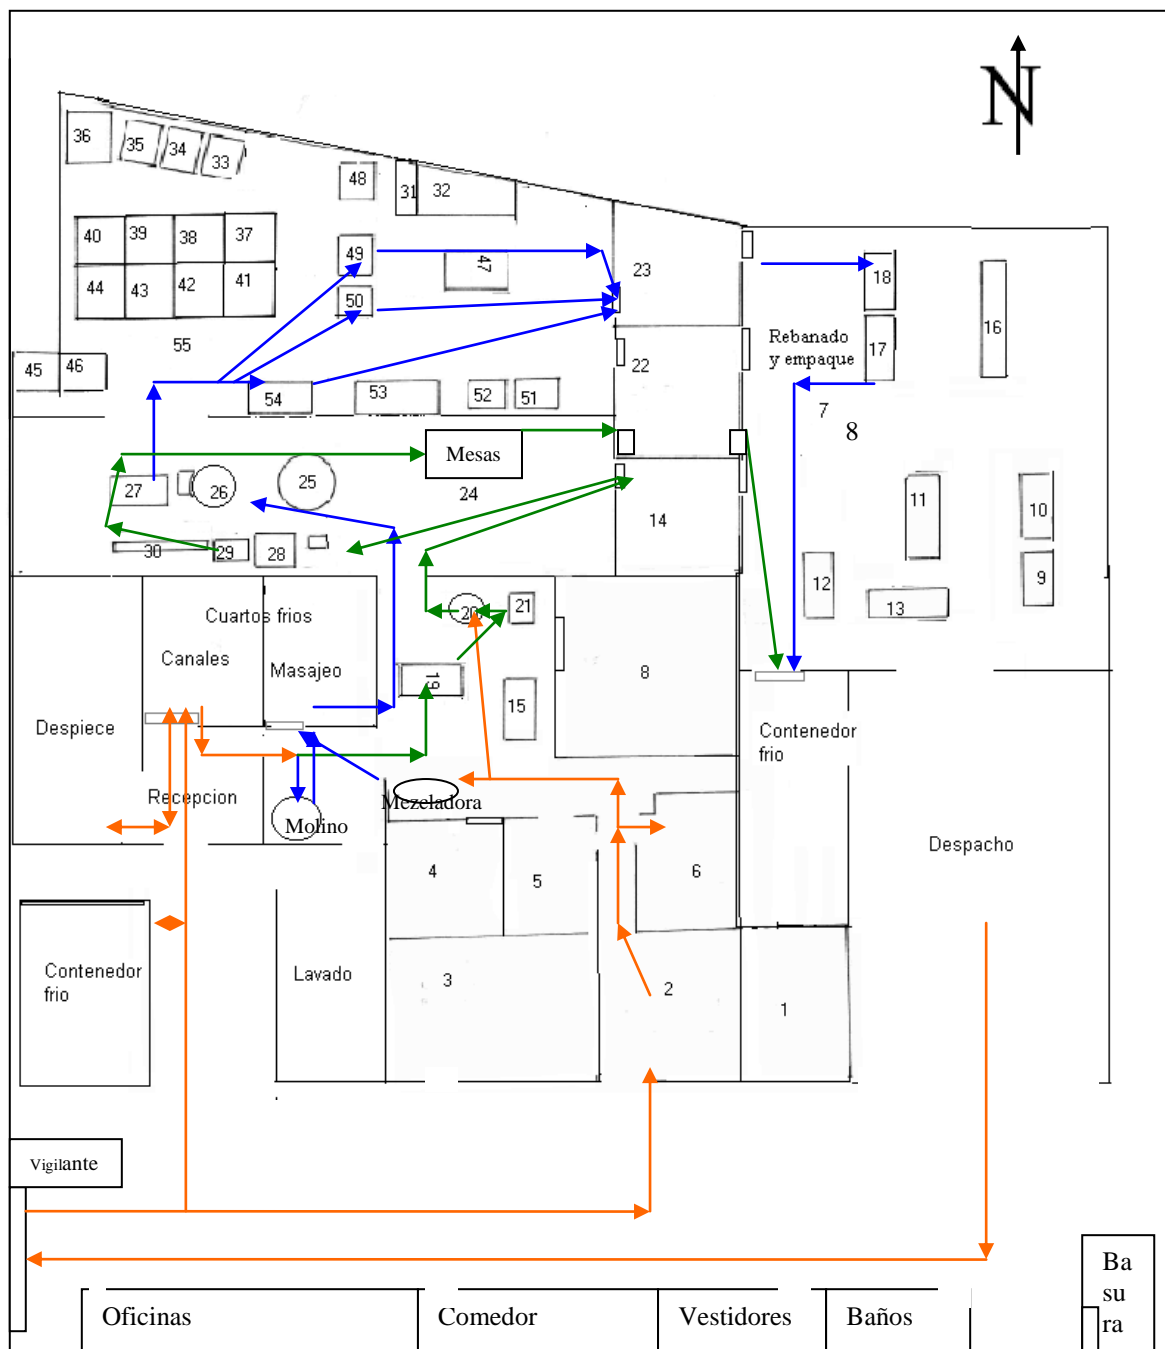 N
36
35
34
33
48
31
32
40
39
38
37
49
47
23
18
44
43
42
41
50
16
55
22
Rebanado
y empaque
17
45
46
54
53
52
51
7
8
Mesas
27
26
25
24
14
11
10
30
29
28
12
13
9
Cuartos frios
20
21
Canales
Masajeo
19
8
15
Despiece
Contenedor
frio
Recepcion
Mezeladora
Molino
Despacho
4
5
6
Contenedor
frio
Lavado
3
2
1
Vigilante
Oficinas
Comedor
Vestidores
Baños
Ba
su
ra